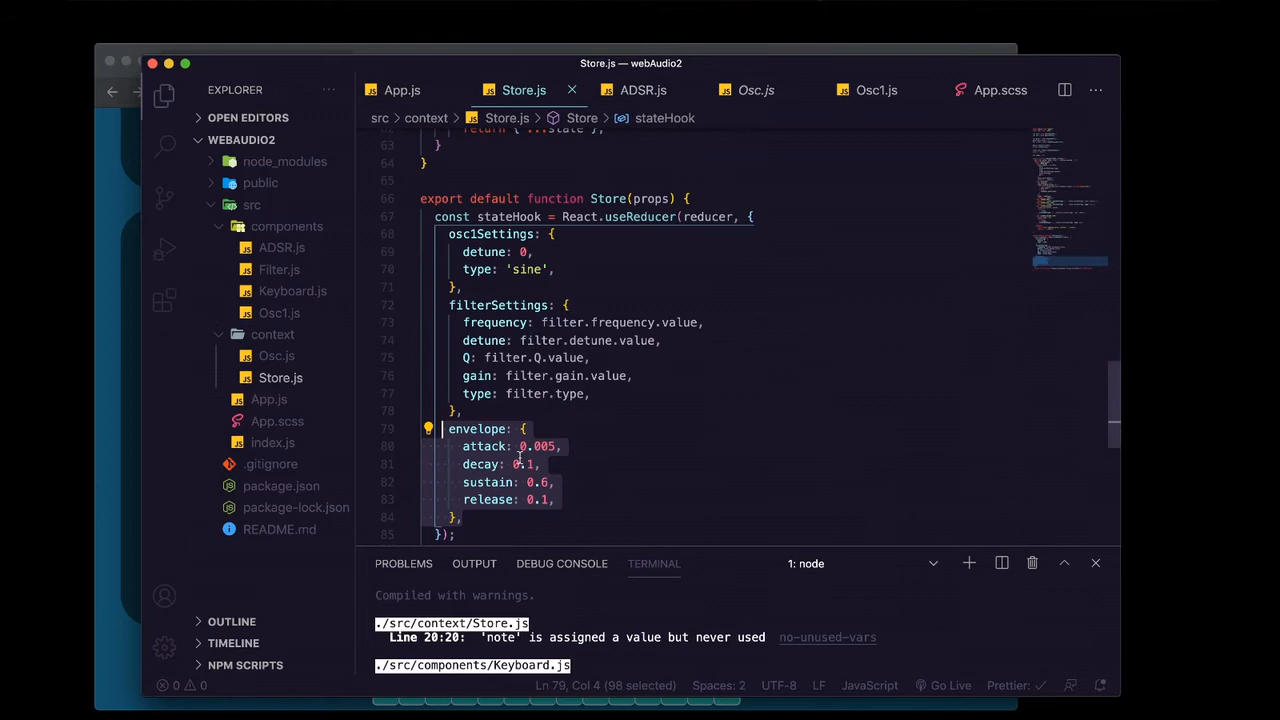 Store.js — webAudio2
EXPLORER
App.js
Store.js
ADSR.js
Osc.js
Osc1.js
App.scss
OPEN EDITORS
src > context > Store.js > Store > stateHook
WEBAUDIO2
node_modules
public
src
components
ADSR.js
Filter.js
Keyboard.js
Osc1.js
context
Osc.js
Store.js
App.js
App.scss
index.js
.gitignore
package.json
package-lock.json
README.md
OUTLINE
TIMELINE
NPM SCRIPTS
62 return { ...state };
63 }
64 }
66 export default function Store(props) {
67 const stateHook = React.useReducer(reducer, {
68 osc1Settings: {
69 detune: 0,
70 type: 'sine',
71 },
72 filterSettings: {
73 frequency: filter.frequency.value,
74 detune: filter.detune.value,
75 Q: filter.Q.value,
76 gain: filter.gain.value,
77 type: filter.type,
78 },
79 envelope: {
80 attack: 0.005,
81 decay: 0.1,
82 sustain: 0.6,
83 release: 0.1,
84 },
85 });
PROBLEMS OUTPUT DEBUG CONSOLE TERMINAL 1: node
Compiled with warnings.
./src/context/Store.js
Line 20:20: 'note' is assigned a value but never used no-unused-vars
./src/components/Keyboard.js
0 0 Ln 79, Col 4 (98 selected) Spaces: 2 UTF-8 LF JavaScript Go Live Prettier: ✓